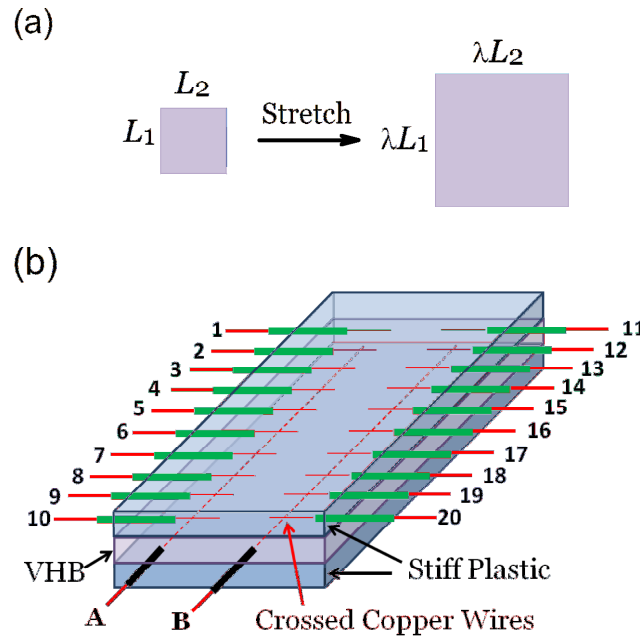 (a)
L2
λL2
L1
Stretch
λL1
(b)
1
11
2
12
3
13
4
14
5
15
6
16
7
17
8
18
9
19
10
20
VHB
Stiff Plastic
A
B
Crossed Copper Wires